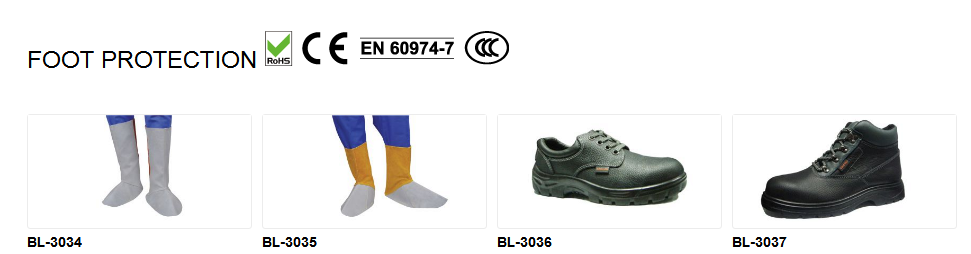 FOOT PROTECTION RoHS CE EN 60974-7 CCC
BL-3034 BL-3035 BL-3036 BL-3037